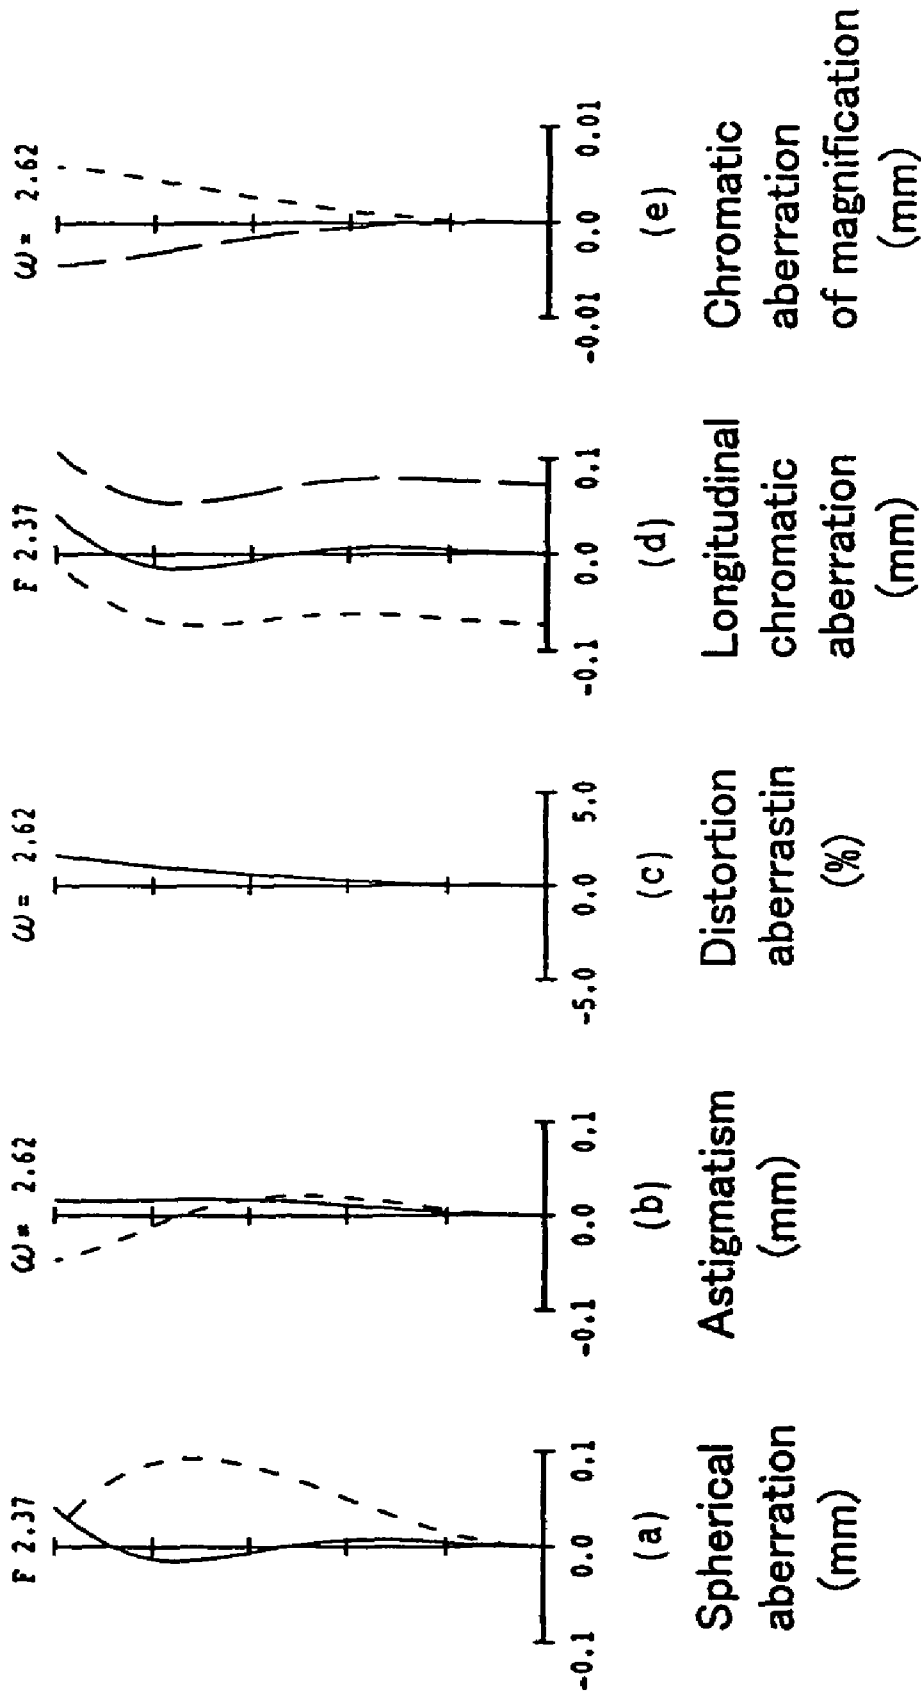 F 2.37
-0.1 0.0 0.1
(a)
Spherical
aberration
(mm)
ω= 2.62
-0.1 0.0 0.1
(b)
Astigmatism
(mm)
ω= 2.62
-5.0 0.0 5.0
(c)
Distortion
aberrastin
(%)
F 2.37
-0.1 0.0 0.1
(d)
Longitudinal
chromatic
aberration
(mm)
ω= 2.62
-0.01 0.0 0.01
(e)
Chromatic
aberration
of magnification
(mm)